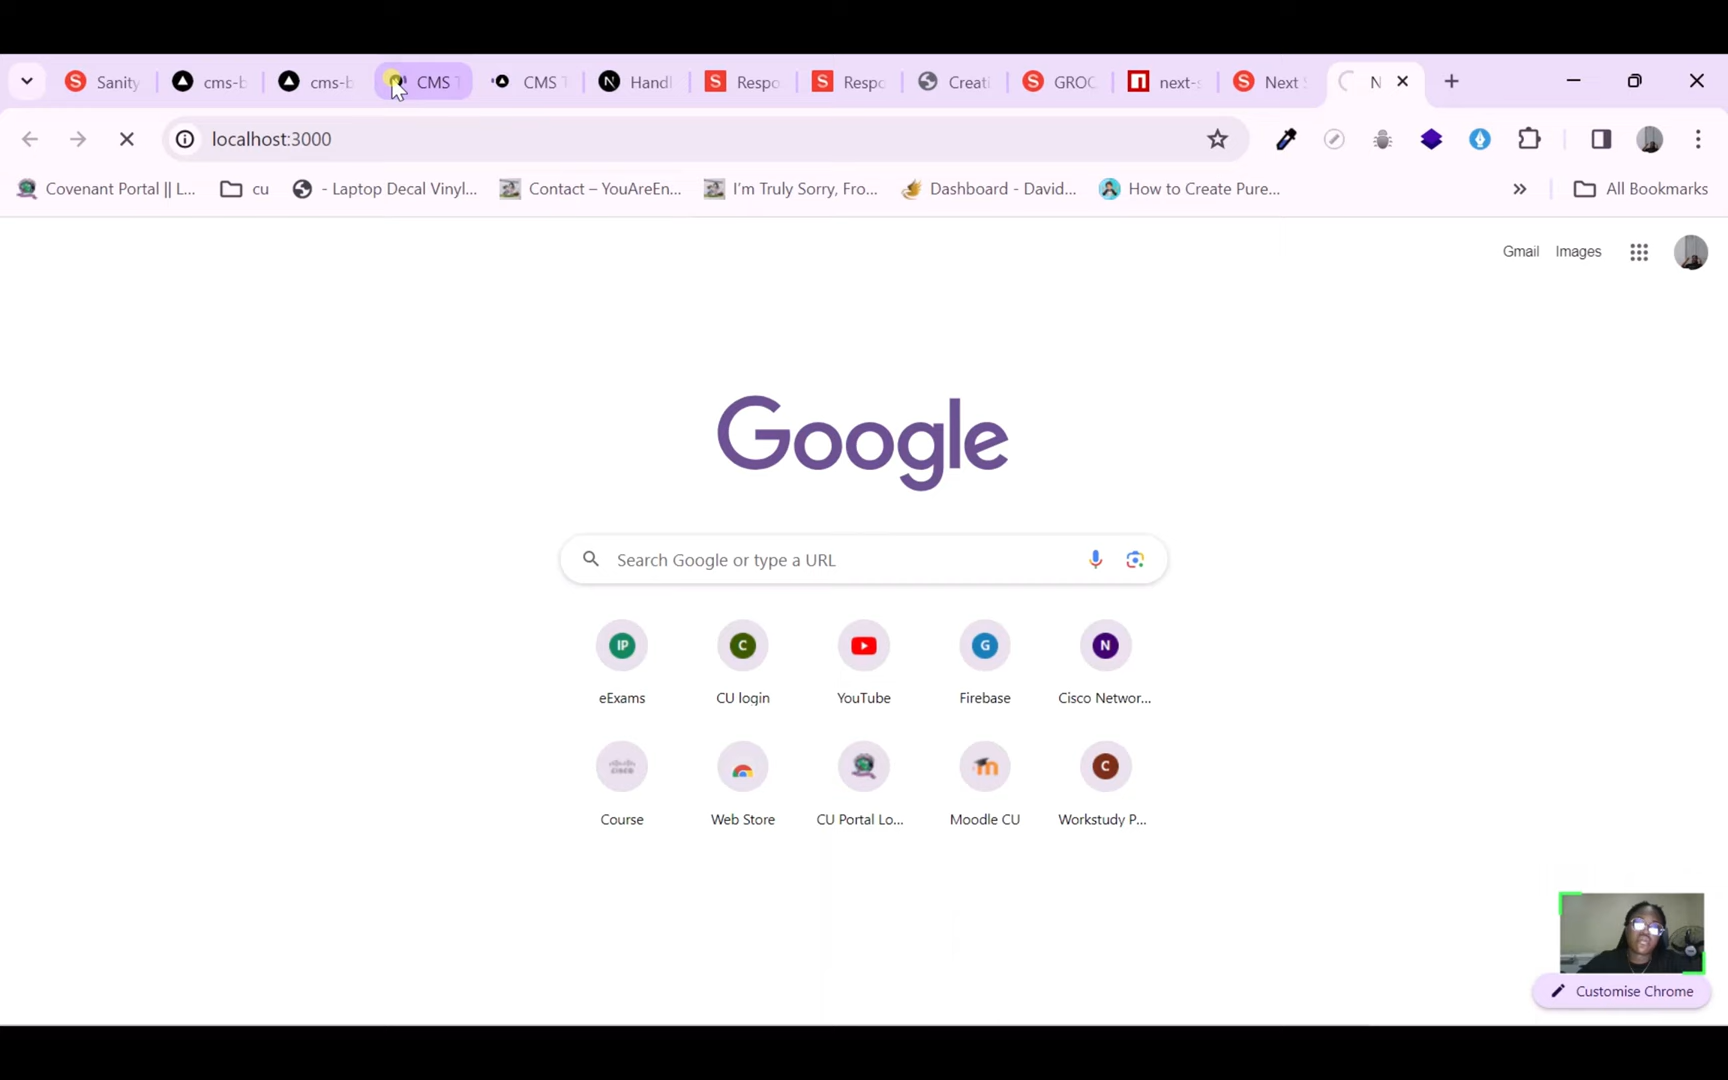 Sanity
cms-b
cms-b
CMS T
CMS T
Handl
Respo
Respo
Creati
GROC
next-s
Next S
N
localhost:3000
Covenant Portal || L...
cu
- Laptop Decal Vinyl...
Contact – YouAreEn...
I'm Truly Sorry, Fro...
Dashboard - David...
How to Create Pure...
All Bookmarks
Gmail
Images
Google
Search Google or type a URL
IP
C
G
N
eExams
CU login
YouTube
Firebase
Cisco Networ...
CISCO
C
Course
Web Store
CU Portal Lo...
Moodle CU
Workstudy P...
Customise Chrome